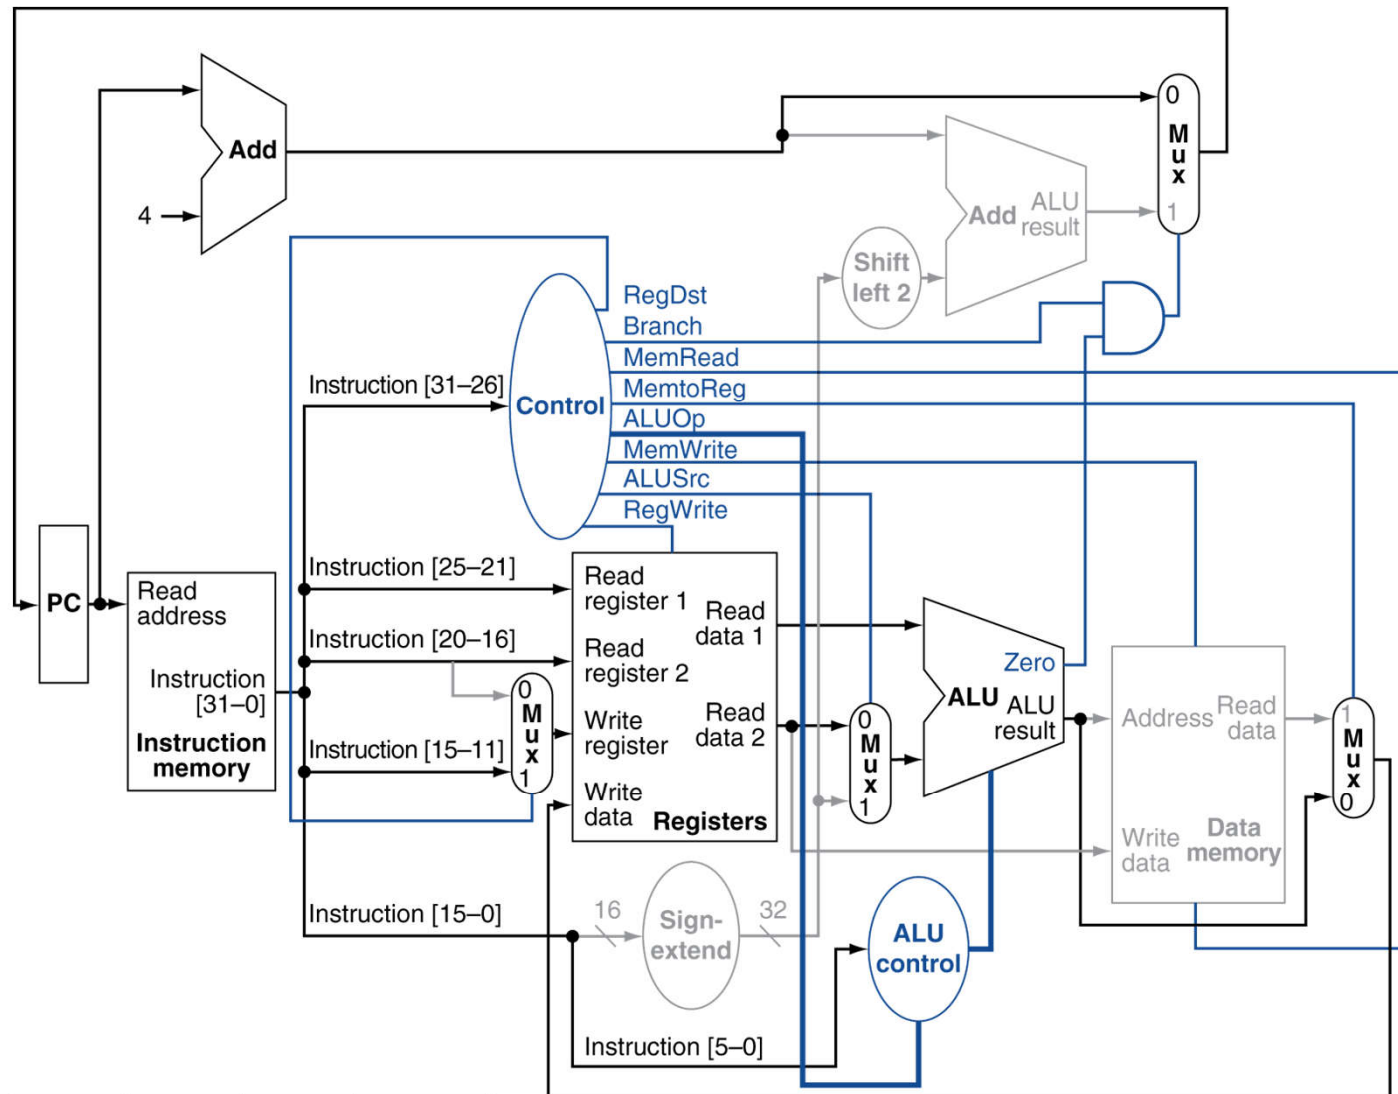 0
M
u
x
1
Add
4
Add
ALU
result
Shift
left 2
RegDst
Branch
MemRead
MemtoReg
ALUOp
MemWrite
ALUSrc
RegWrite
Control
Instruction [31–26]
PC
Read
address
Instruction
[31–0]
Instruction
memory
Instruction [25–21]
Instruction [20–16]
Instruction [15–11]
0
M
u
x
1
Read
register 1
Read
register 2
Write
register
Write
data
Read
data 1
Read
data 2
Registers
0
M
u
x
1
Zero
ALU
ALU
result
Address
Read
data
Write
data
Data
memory
1
M
u
x
0
Instruction [15–0]
16
Sign-
extend
32
ALU
control
Instruction [5–0]